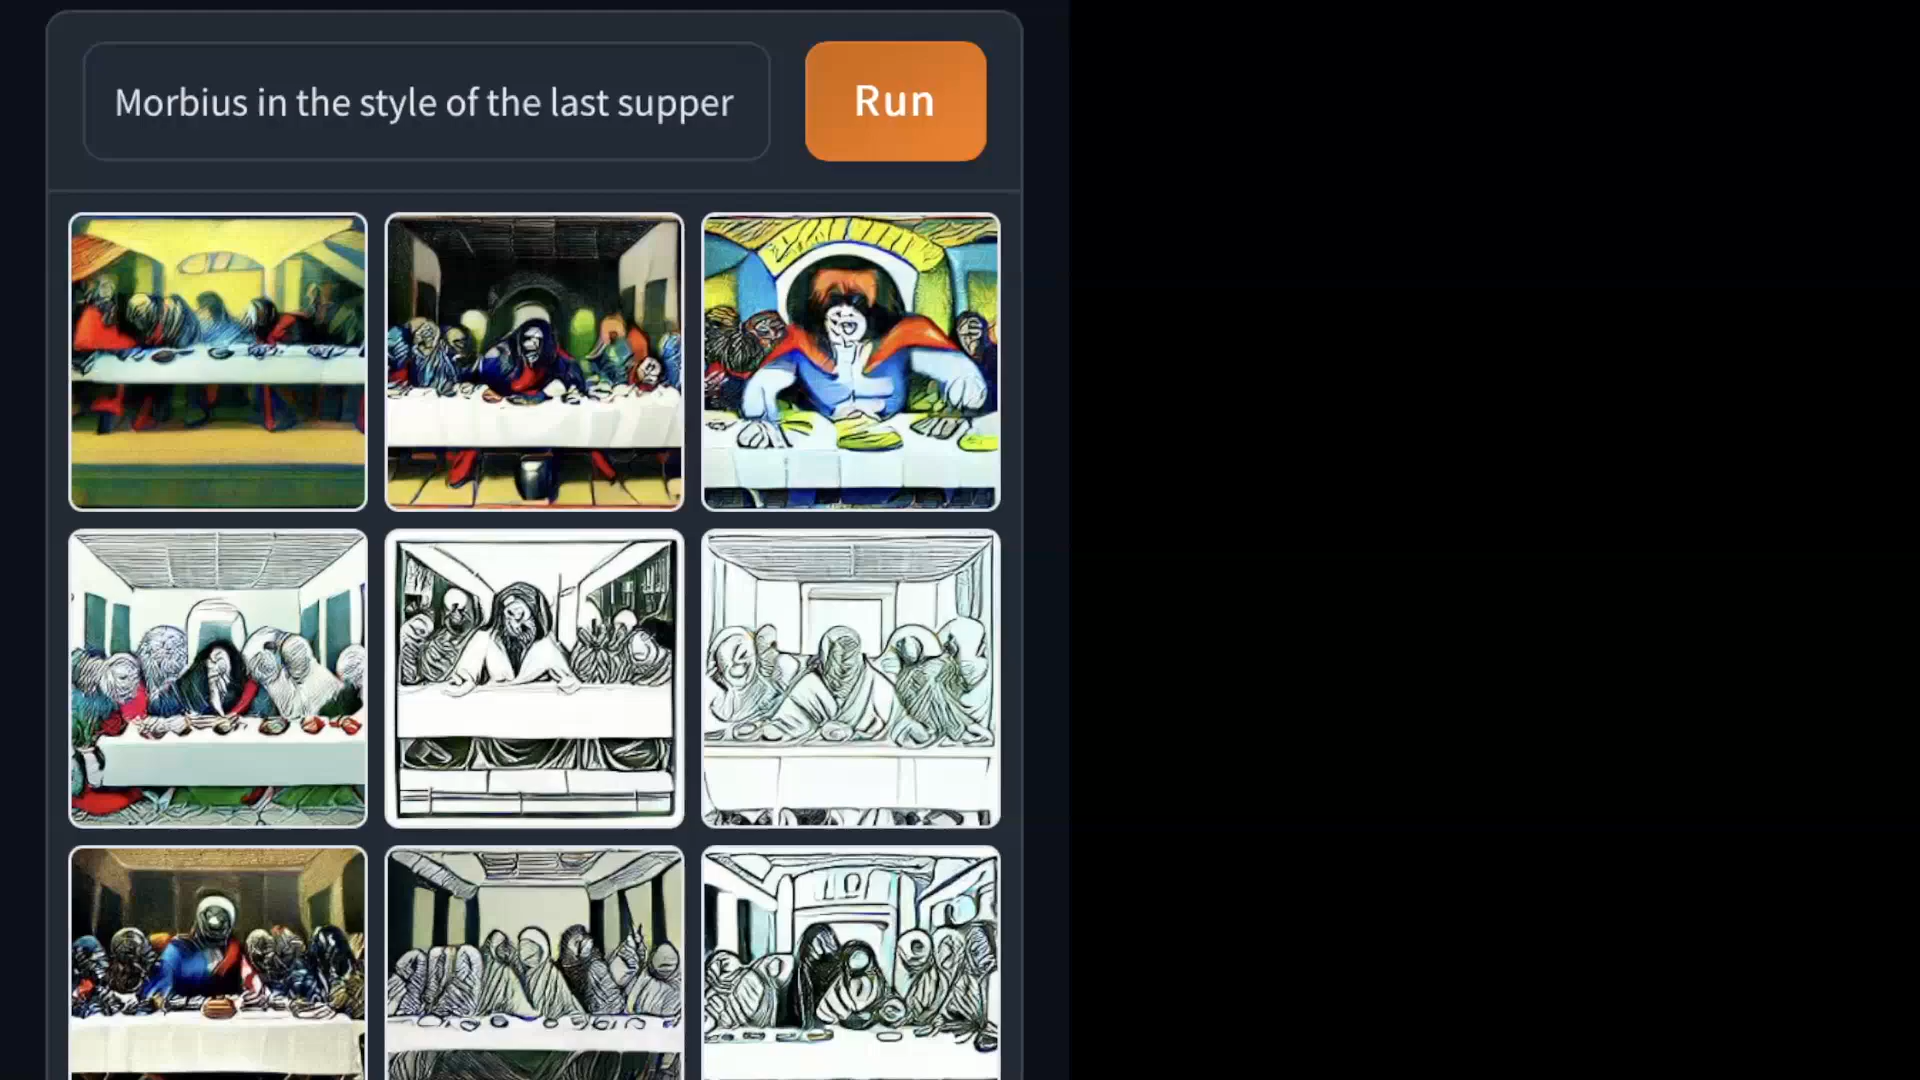 Morbius in the style of the last supper
Run